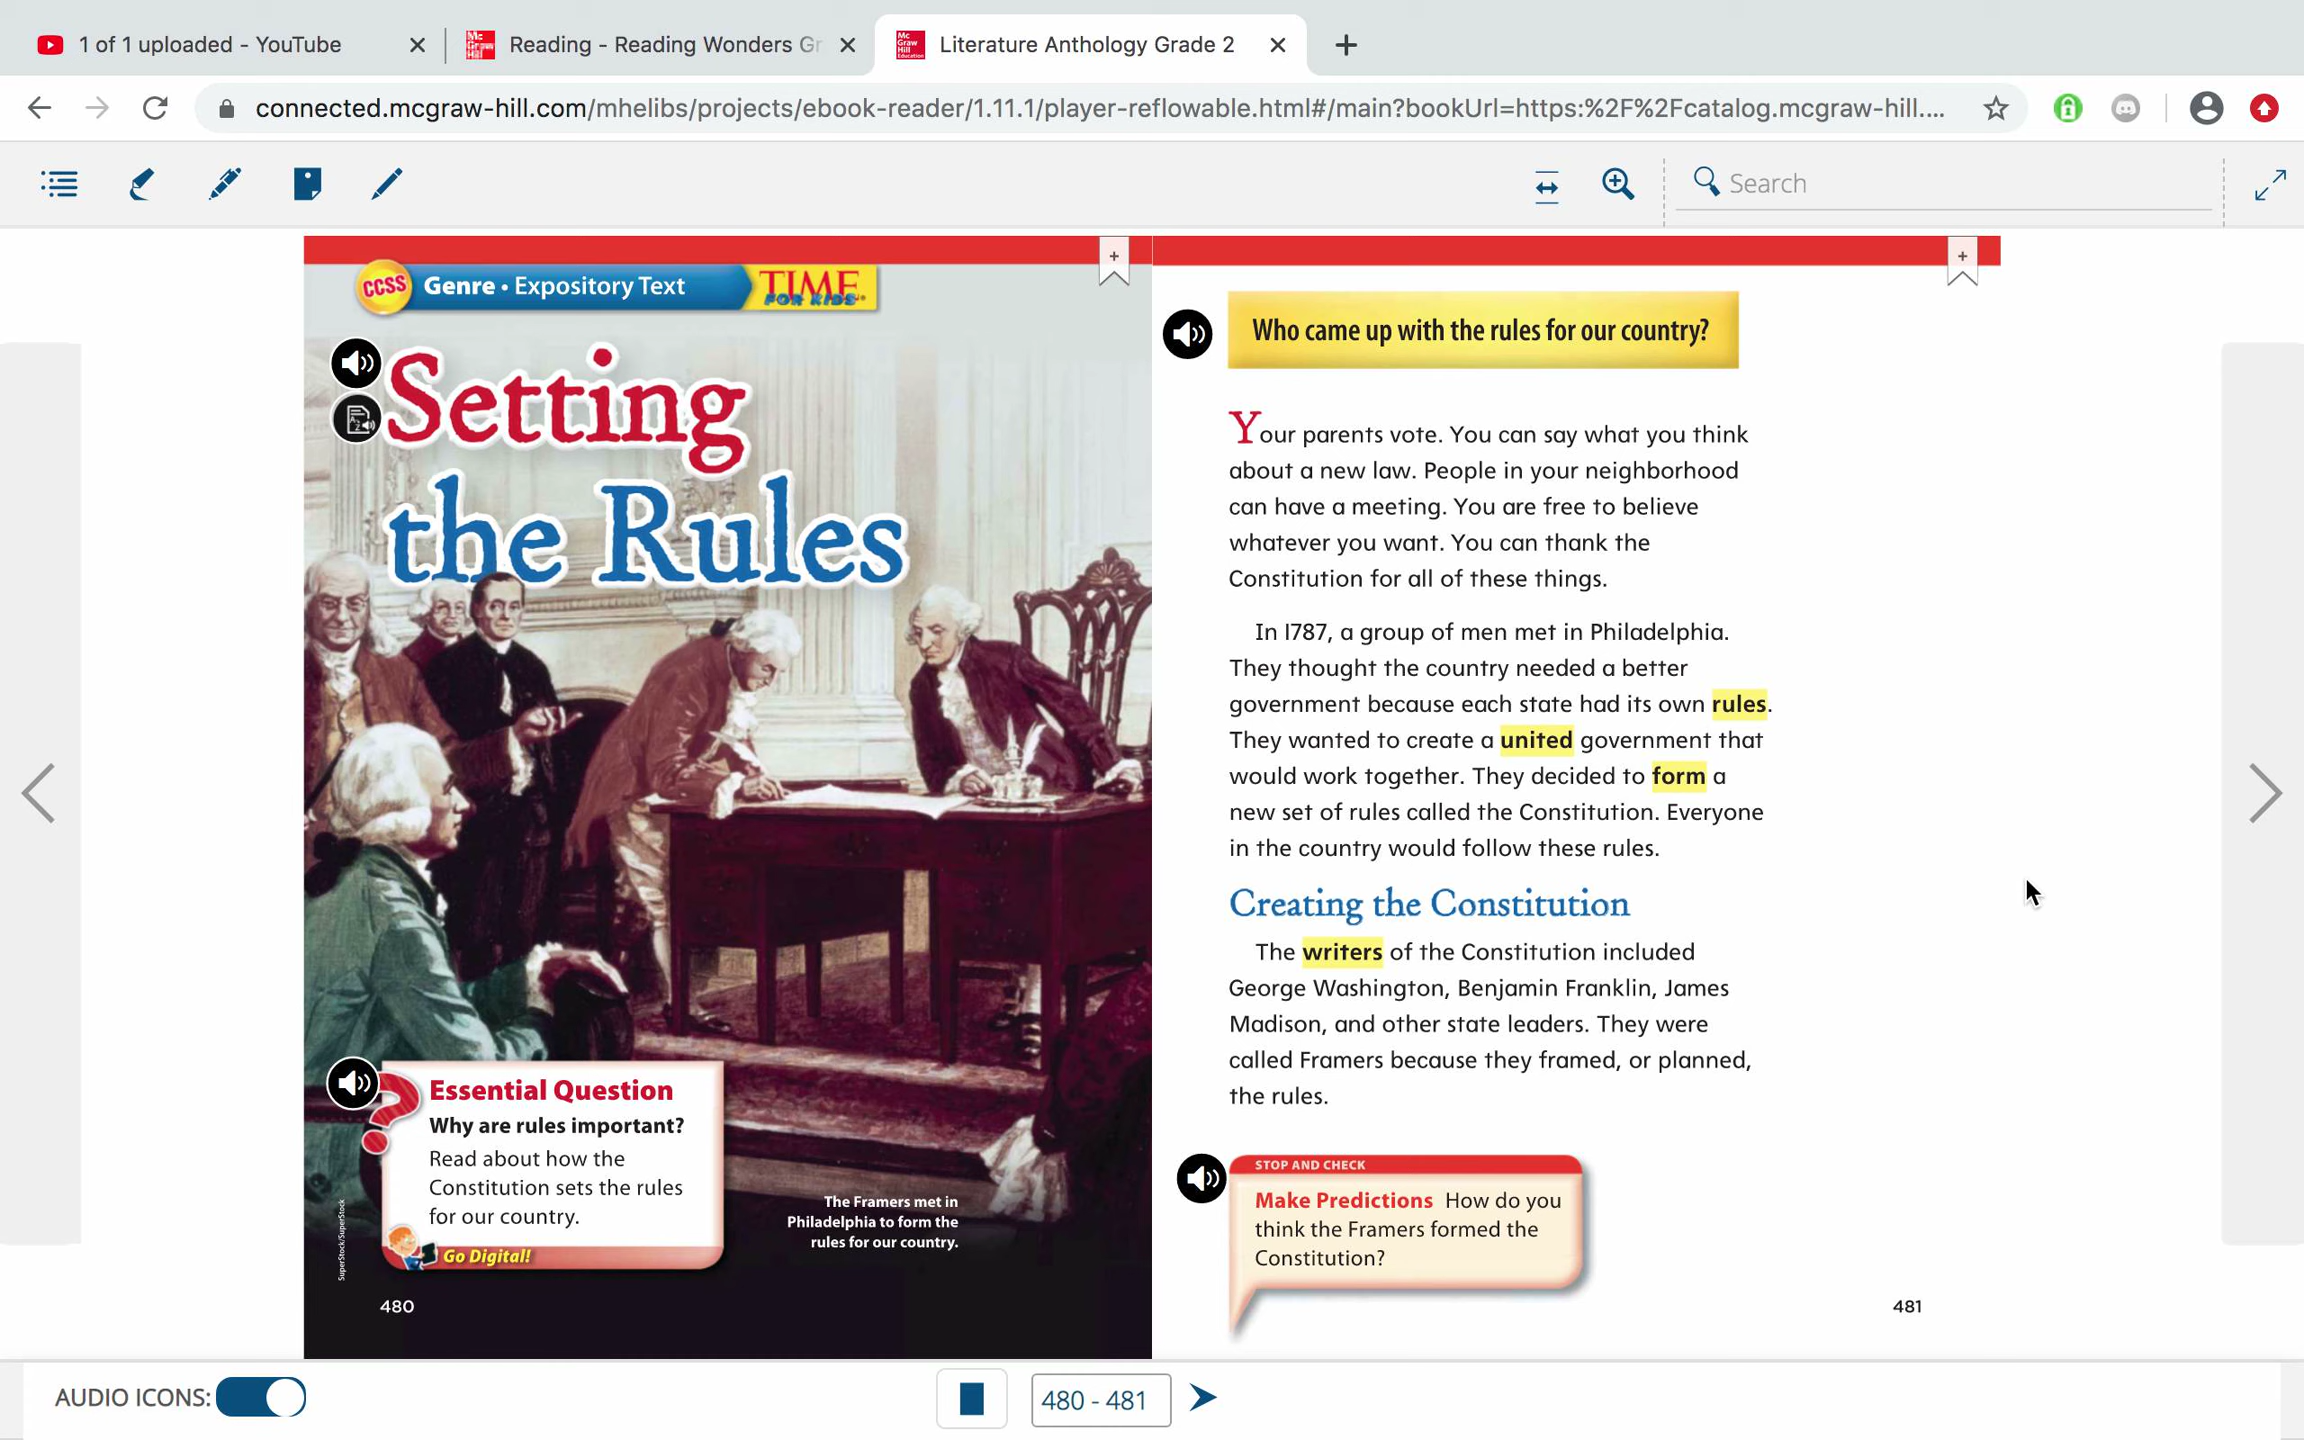 1 of 1 uploaded - YouTube
Reading - Reading Wonders Gr
Literature Anthology Grade 2
connected.mcgraw-hill.com/mhelibs/projects/ebook-reader/1.11.1/player-reflowable.html#/main?bookUrl=https:%2F%2Fcatalog.mcgraw-hill....
Search
CCSS Genre • Expository Text TIME FOR KIDS®
Setting
the Rules
Essential Question
Why are rules important?
Read about how the
Constitution sets the rules
for our country.
Go Digital!
The Framers met in
Philadelphia to form the
rules for our country.
SuperStock/SuperStock
480
Who came up with the rules for our country?
Your parents vote. You can say what you think
about a new law. People in your neighborhood
can have a meeting. You are free to believe
whatever you want. You can thank the
Constitution for all of these things.
In 1787, a group of men met in Philadelphia.
They thought the country needed a better
government because each state had its own rules.
They wanted to create a united government that
would work together. They decided to form a
new set of rules called the Constitution. Everyone
in the country would follow these rules.
Creating the Constitution
The writers of the Constitution included
George Washington, Benjamin Franklin, James
Madison, and other state leaders. They were
called Framers because they framed, or planned,
the rules.
STOP AND CHECK
Make Predictions How do you
think the Framers formed the
Constitution?
481
AUDIO ICONS:
480 - 481